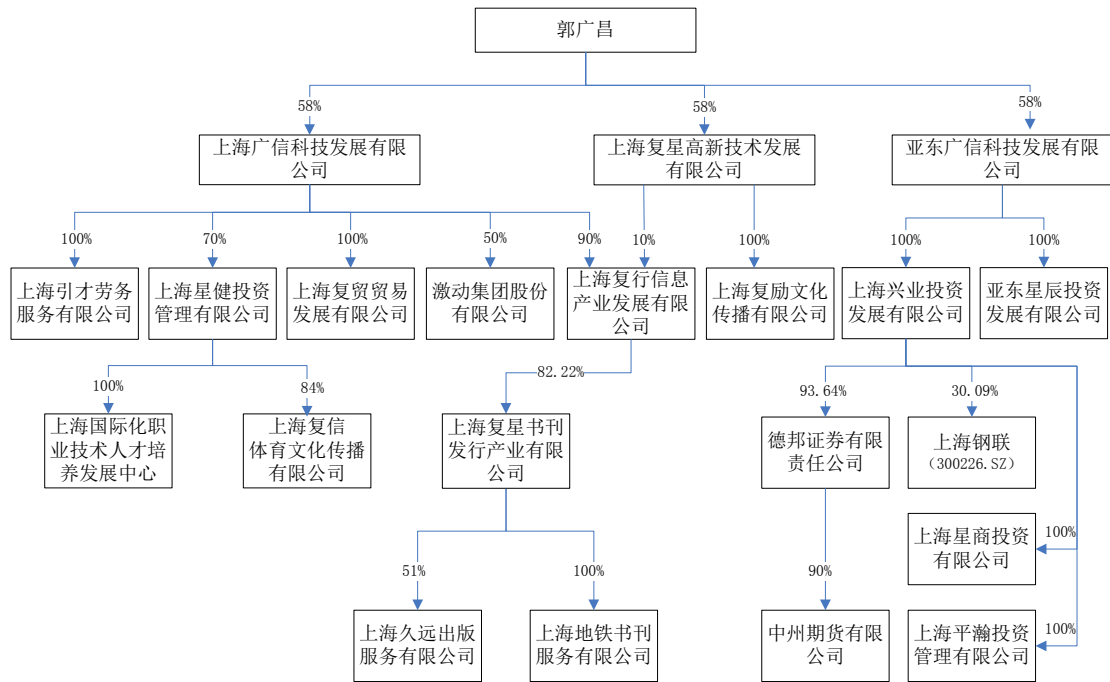 郭广昌
58%
58%
58%
上海广信科技发展有限
公司
上海复星高新技术发展
有限公司
亚东广信科技发展有限
公司
100%
70%
100%
50%
90%
10%
100%
100%
100%
上海引才劳务
服务有限公司
上海星健投资
管理有限公司
上海复贸贸易
发展有限公司
激动集团股份
有限公司
上海复行信息
产业发展有限
公司
上海复励文化
传播有限公司
上海兴业投资
发展有限公司
亚东星辰投资
发展有限公司
100%
84%
82.22%
93.64%
30.09%
上海国际化职
业技术人才培
养发展中心
上海复信
体育文化传播
有限公司
上海复星书刊
发行产业有限
公司
德邦证券有限
责任公司
上海钢联
（300226.SZ）
上海星商投资
有限公司
100%
51%
100%
90%
上海久远出版
服务有限公司
上海地铁书刊
服务有限公司
中州期货有限
公司
上海平瀚投资
管理有限公司
100%